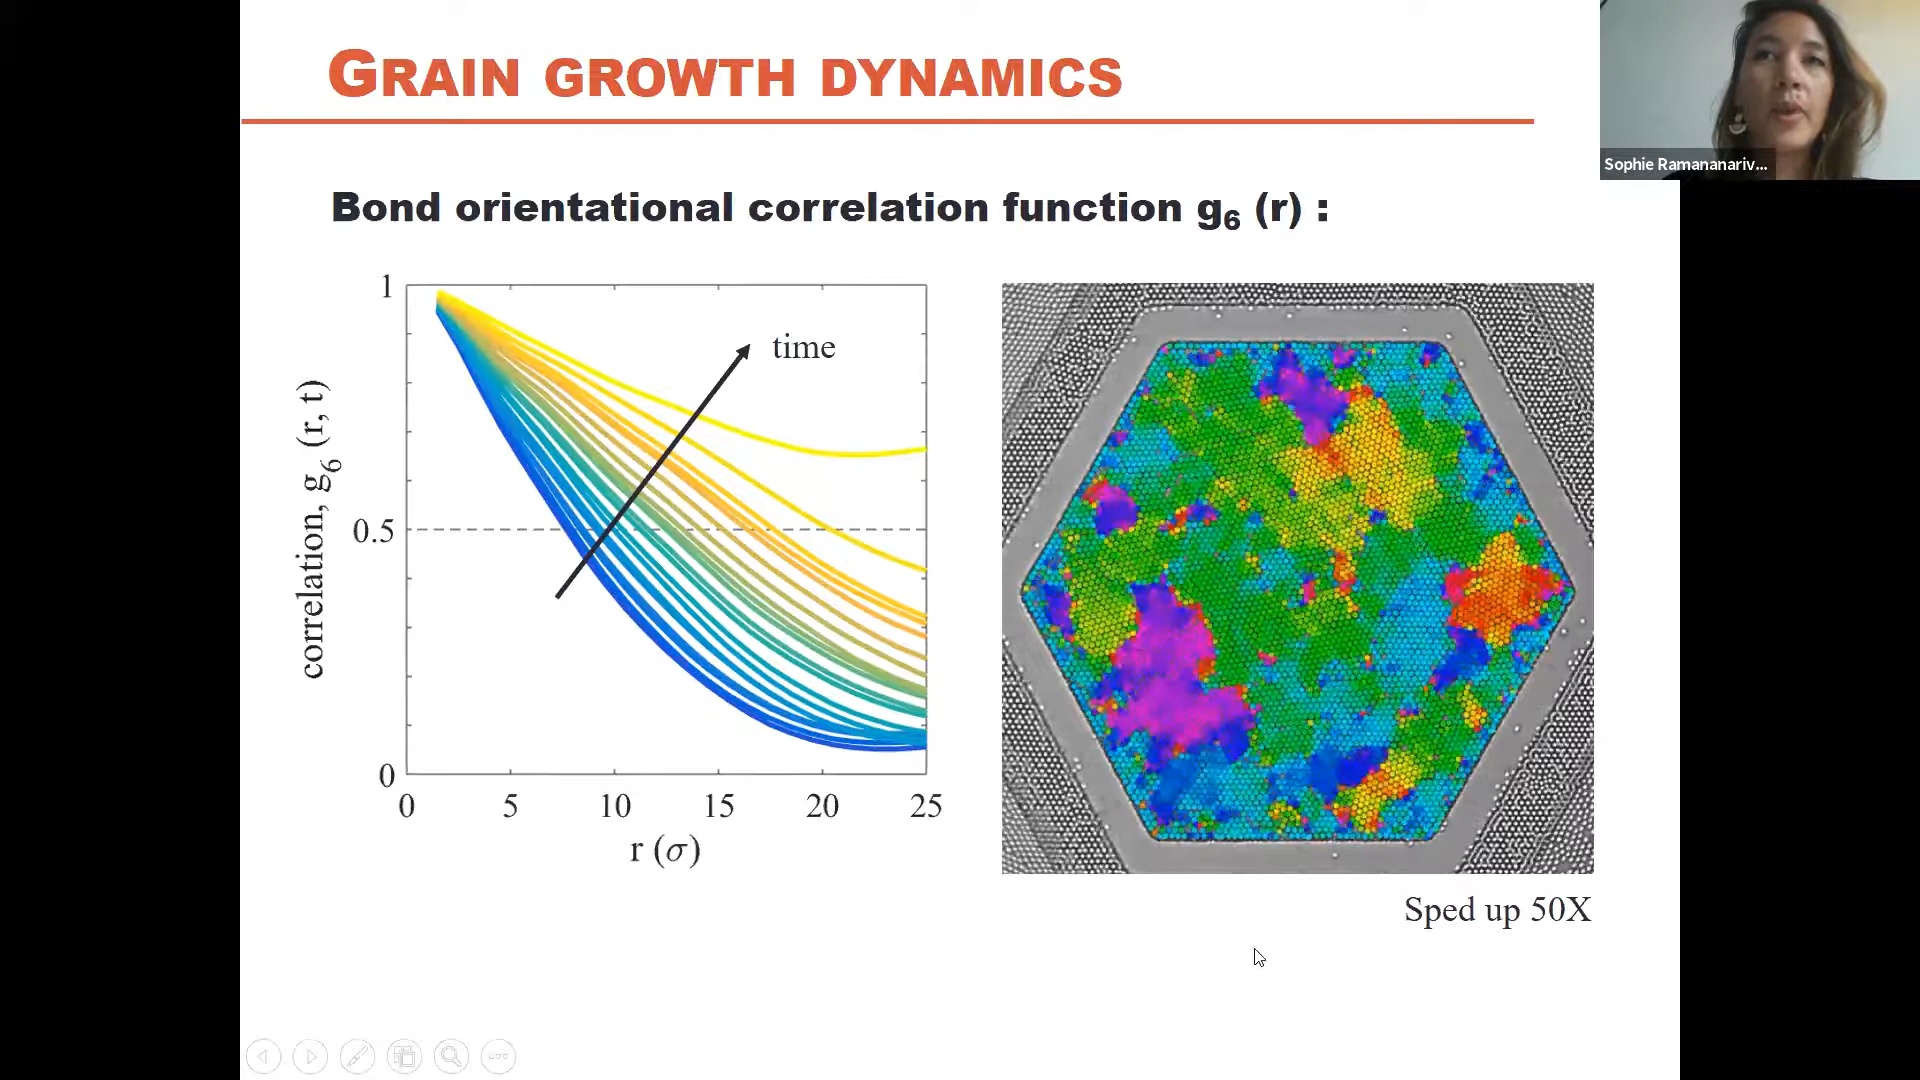 GRAIN GROWTH DYNAMICS
Sophie Ramananariv...
Bond orientational correlation function g6 (r) :
1
time
correlation, g6 (r, t)
0.5
0
0 5 10 15 20 25
r (σ)
Sped up 50X